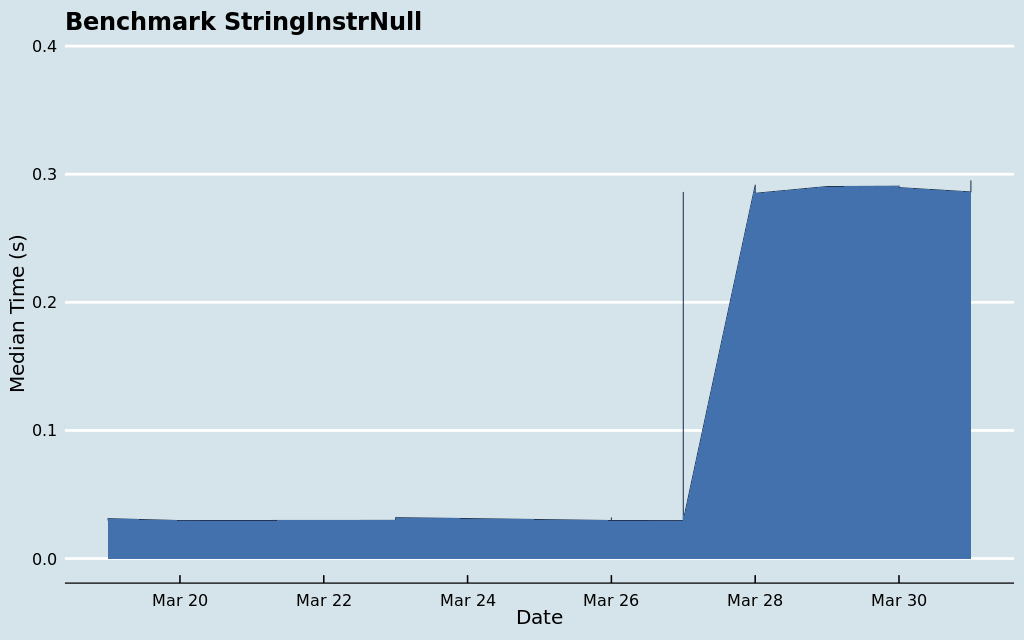 Benchmark StringInstrNull
Median Time (s)
0.4
0.3
0.2
0.1
0.0
Mar 20
Mar 22
Mar 24
Mar 26
Mar 28
Mar 30
Date